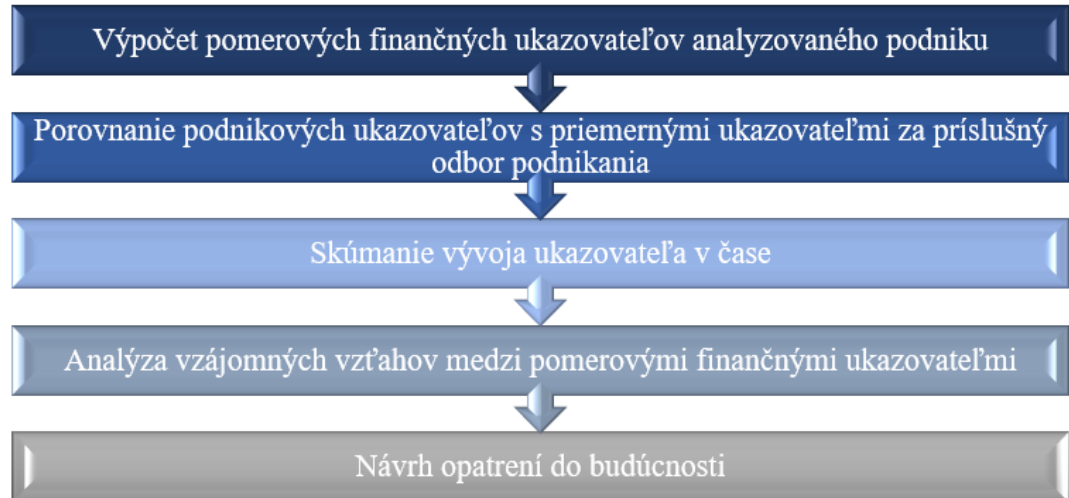 Výpočet pomerových finančných ukazovateľov analyzovaného podniku
Porovnanie podnikových ukazovateľov s priemernými ukazovateľmi za príslušný
odbor podnikania
Skúmanie vývoja ukazovateľa v čase
Analýza vzájomných vzťahov medzi pomerovými finančnými ukazovateľmi
Návrh opatrení do budúcnosti